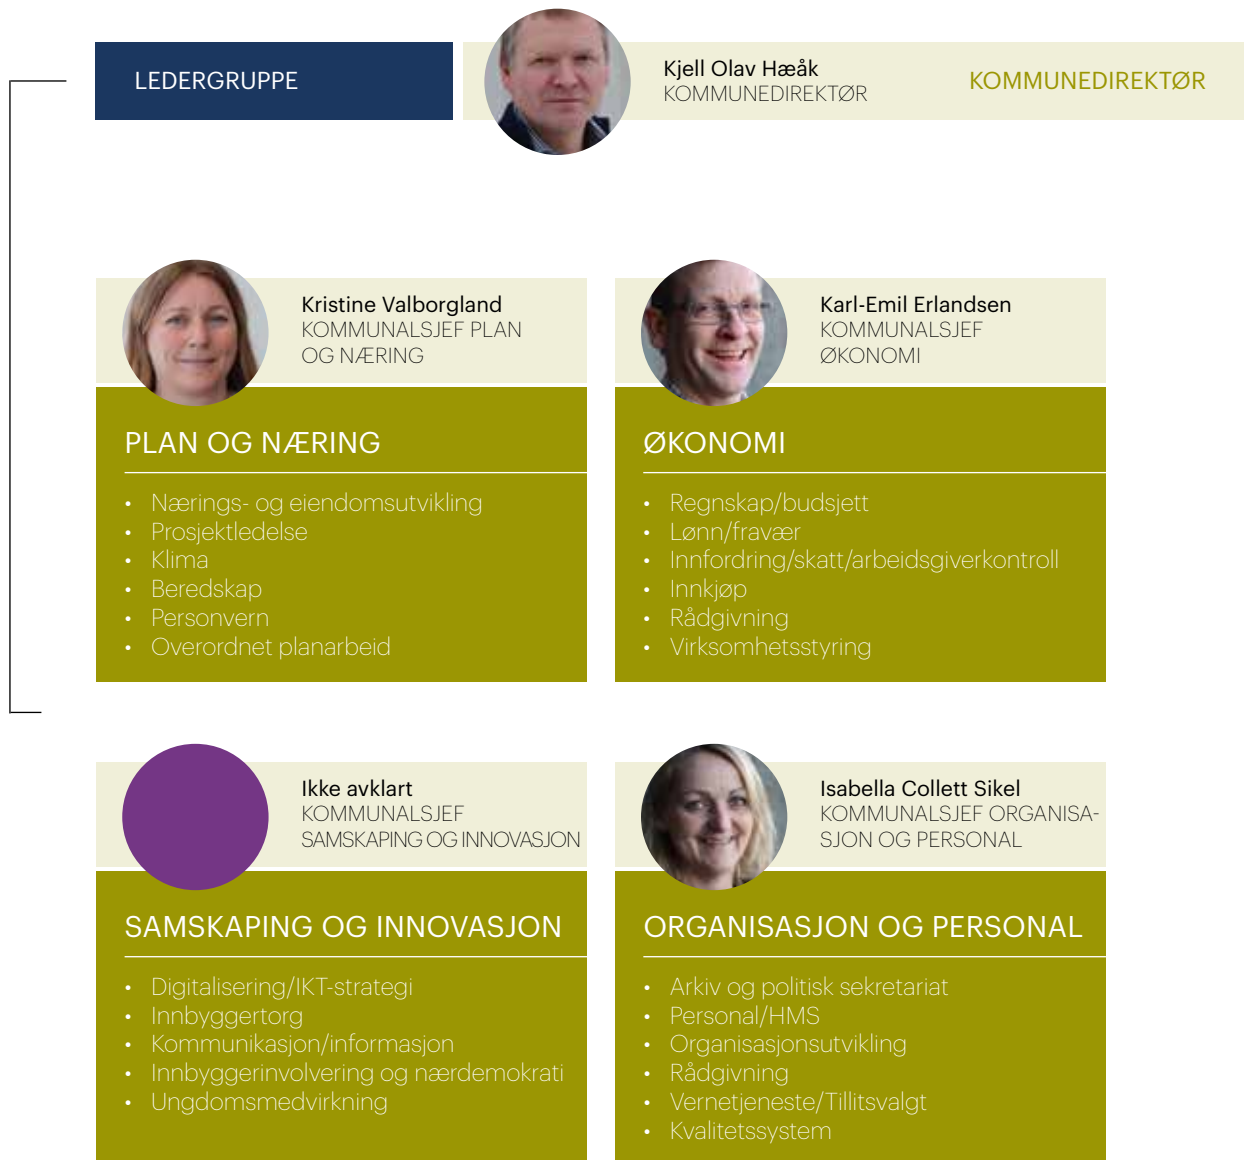 LEDERGRUPPE
Kjell Olav Hæåk
KOMMUNEDIREKTØR
KOMMUNEDIREKTØR
Kristine Valborgland
KOMMUNALSJEF PLAN
OG NÆRING
PLAN OG NÆRING
• Nærings- og eiendomsutvikling
• Prosjektledelse
• Klima
• Beredskap
• Personvern
• Overordnet planarbeid
Karl-Emil Erlandsen
KOMMUNALSJEF
ØKONOMI
ØKONOMI
• Regnskap/budsjett
• Lønn/fravær
• Innfordring/skatt/arbeidsgiverkontroll
• Innkjøp
• Rådgivning
• Virksomhetsstyring
Ikke avklart
KOMMUNALSJEF
SAMSKAPING OG INNOVASJON
SAMSKAPING OG INNOVASJON
• Digitalisering/IKT-strategi
• Innbyggertorg
• Kommunikasjon/informasjon
• Innbyggerinvolvering og nærdemokrati
• Ungdomsmedvirkning
Isabella Collett Sikel
KOMMUNALSJEF ORGANISA-
SJON OG PERSONAL
ORGANISASJON OG PERSONAL
• Arkiv og politisk sekretariat
• Personal/HMS
• Organisasjonsutvikling
• Rådgivning
• Vernetjeneste/Tillitsvalgt
• Kvalitetssystem